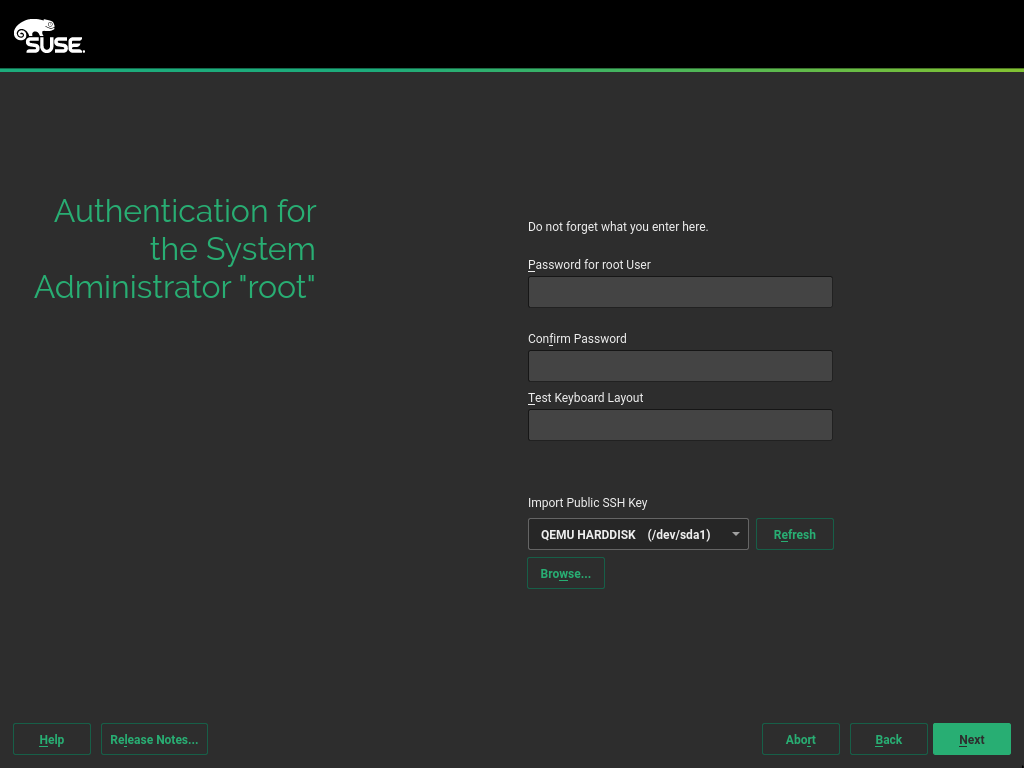 SUSE.
Authentication for
the System
Administrator "root"
Do not forget what you enter here.
Password for root User
Confirm Password
Test Keyboard Layout
Import Public SSH Key
QEMU HARDDISK (/dev/sda1)
Refresh
Browse...
Help
Release Notes...
Abort
Back
Next